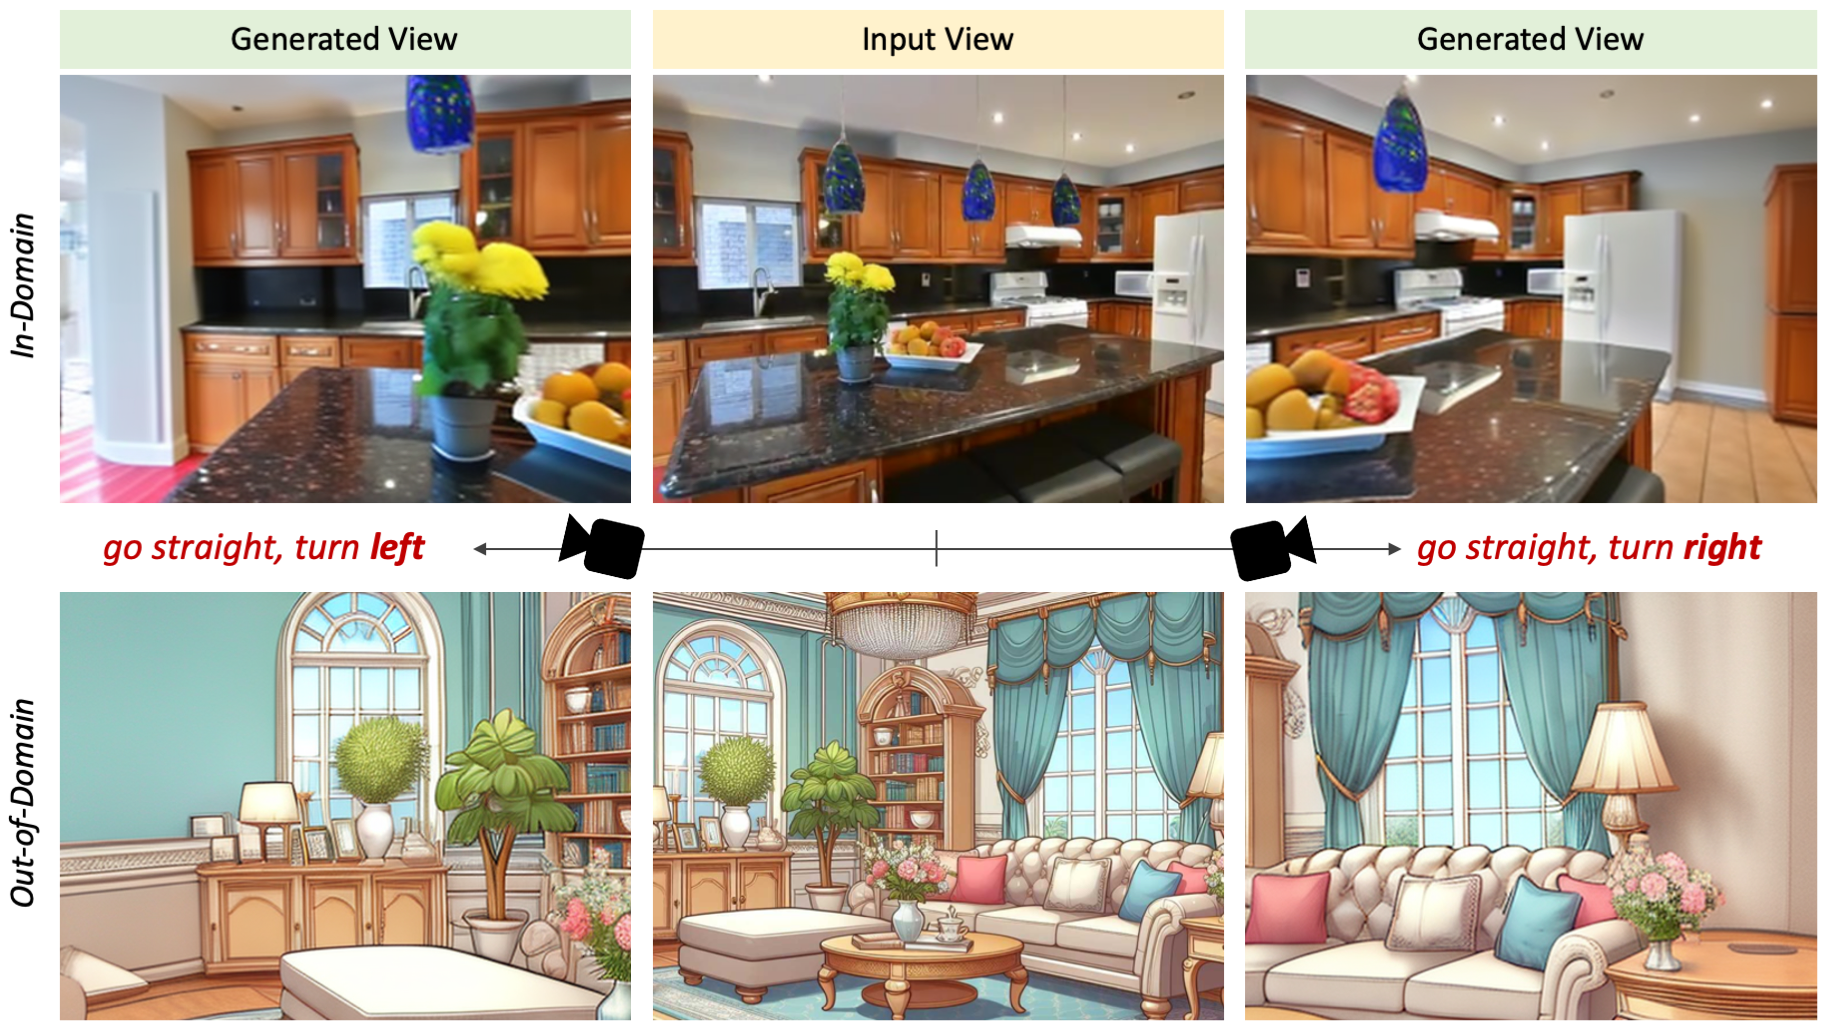 Generated View
Input View
Generated View
In-Domain
go straight, turn left
go straight, turn right
Out-of-Domain